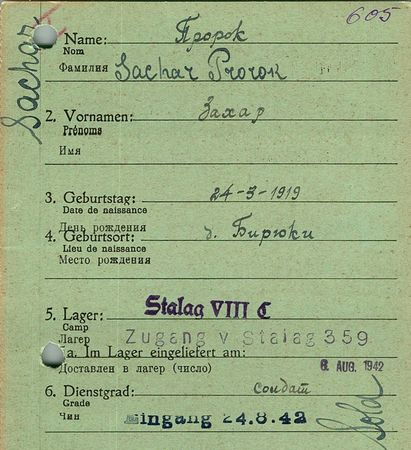 605
Sachar
1. Name: Пророк
Nom
Фамилия Sachar Prorok
2. Vornamen: Захар
Prénoms
Имя
3. Geburtstag: 24-3-1919
Date de naissance
День рождения
4. Geburtsort: д. Бирюки
Lieu de naissance
Место рождения
5. Lager: Stalag VIII C
Camp
Лагер Zugang v Stalag 359
5a. Im Lager eingeliefert am:
Доставлен в лагер (число) 6. AUG. 1942
6. Dienstgrad: солдат
Grade
Чин Eingang 24.8.42
Sold